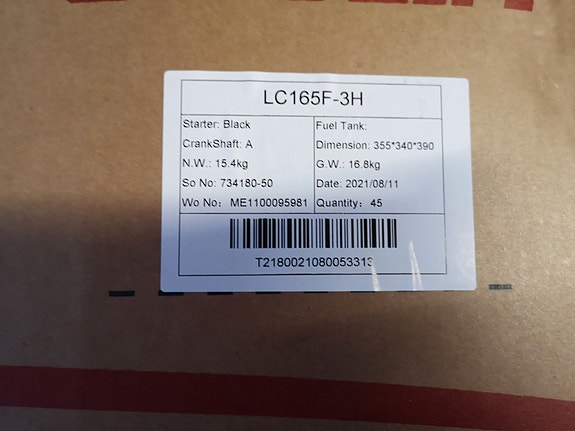 LC165F-3H
Starter: Black
Fuel Tank:
CrankShaft: A
Dimension: 355*340*390
N.W.: 15.4kg
G.W.: 16.8kg
So No: 734180-50
Date: 2021/08/11
Wo No: ME1100095981
Quantity: 45
T2180021080053313